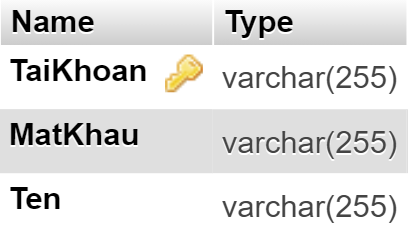 Name Type
TaiKhoan varchar(255)
MatKhau varchar(255)
Ten varchar(255)